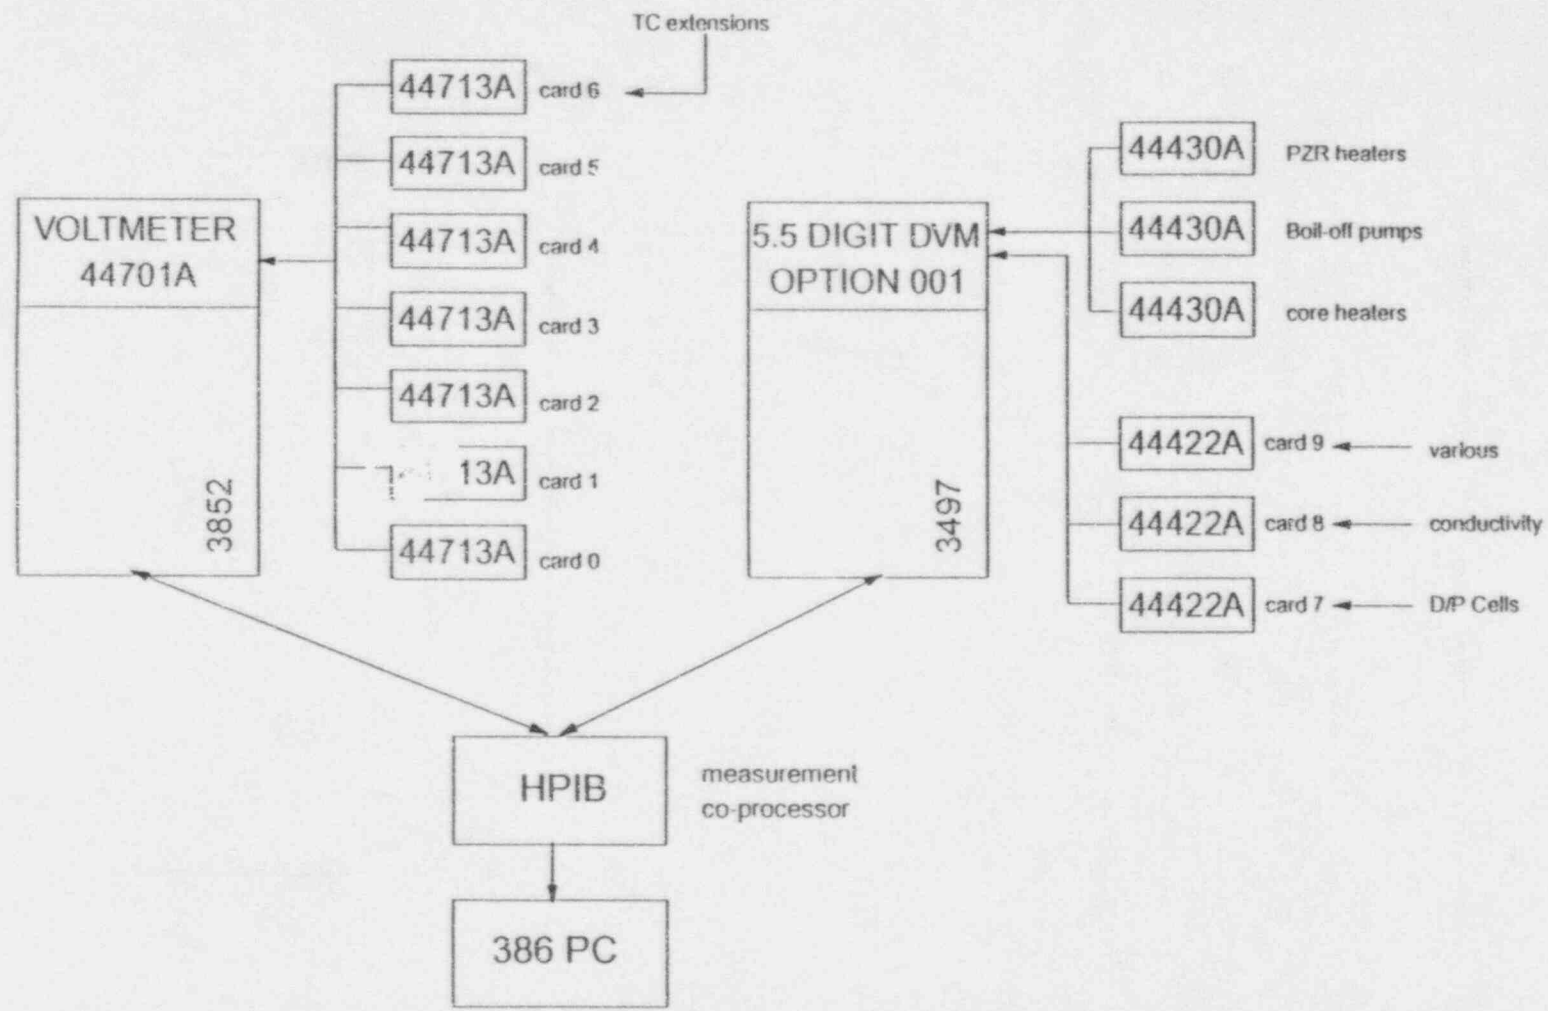 TC extensions
44713A card 6
44713A card 5
44713A card 4
44713A card 3
44713A card 2
13A card 1
44713A card 0
VOLTMETER
44701A
3852
5.5 DIGIT DVM
OPTION 001
3497
44430A PZR heaters
44430A Boil-off pumps
44430A core heaters
44422A card 9 various
44422A card 8 conductivity
44422A card 7 D/P Cells
HPIB
measurement
co-processor
386 PC